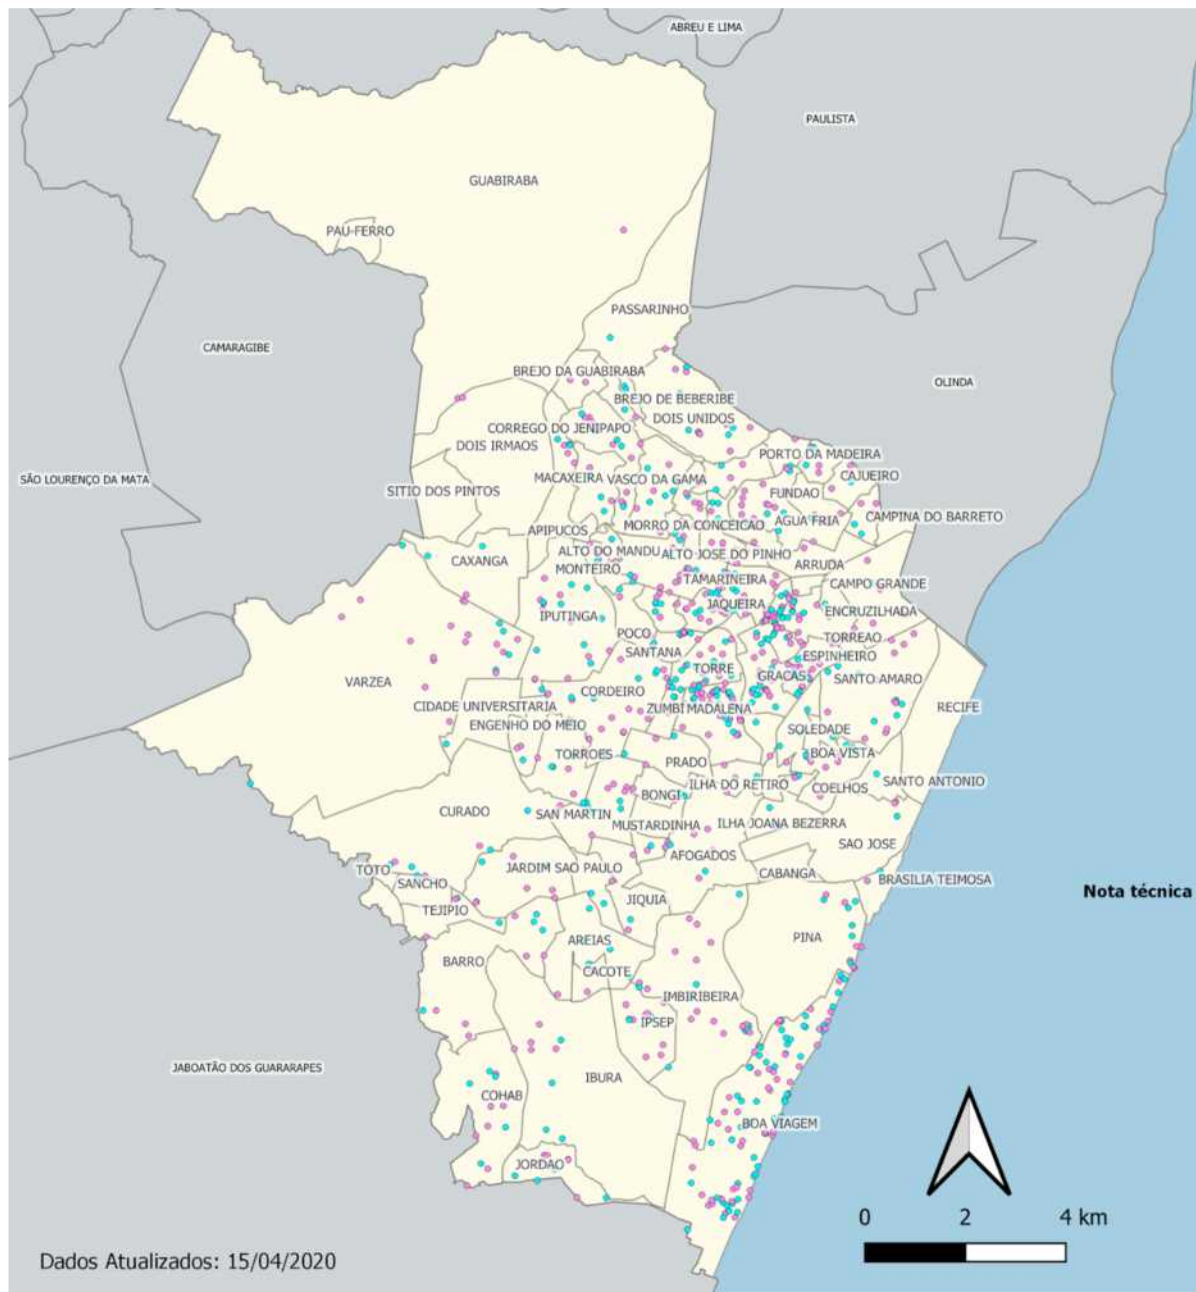 ABREU E LIMA
PAULISTA
GUABIRABA
PAU-FERRO
PASSARINHO
CAMARAGIBE
BREJO DA GUABIRABA
OLINDA
BREJO DE BEBERIBE
DOIS UNIDOS
CORREGO DO JENIPAPO
DOIS IRMAOS
PORTO DA MADEIRA
SÃO LOURENÇO DA MATA
MACAXEIRA
VASCO DA GAMA
CAJUEIRO
SITIO DOS PINTOS
FUNDAO
CAMPINA DO BARRETO
APIPUCOS
MORRO DA CONCEICAO
AGUA FRIA
ALTO DO MANDU
ALTO JOSE DO PINHO
CAXANGA
MONTEIRO
ARRUDA
TAMARINEIRA
CAMPO GRANDE
JAQUEIRA
IPUTINGA
ENCRUZILHADA
POCO
TORREAO
SANTANA
ESPINHEIRO
TORRE
GRACAS
SANTO AMARO
VARZEA
CORDEIRO
CIDADE UNIVERSITARIA
ZUMBI
MADALENA
RECIFE
ENGENHO DO MEIO
SOLEDADE
TORROES
BOA VISTA
PRADO
ILHA DO RETIRO
SANTO ANTONIO
BONGI
COELHOS
CURADO
SAN MARTIN
MUSTARDINHA
ILHA JOANA BEZERRA
SAO JOSE
AFOGADOS
TOTO
JARDIM SAO PAULO
CABANGA
SANCHO
BRASILIA TEIMOSA
Nota técnica
TEJIPIO
JIQUIA
PINA
AREIAS
BARRO
CACOTE
IMBIRIBEIRA
IPSEP
JABOATÃO DOS GUARARAPES
IBURA
COHAB
BOA VIAGEM
JORDAO
0 2 4 km
Dados Atualizados: 15/04/2020